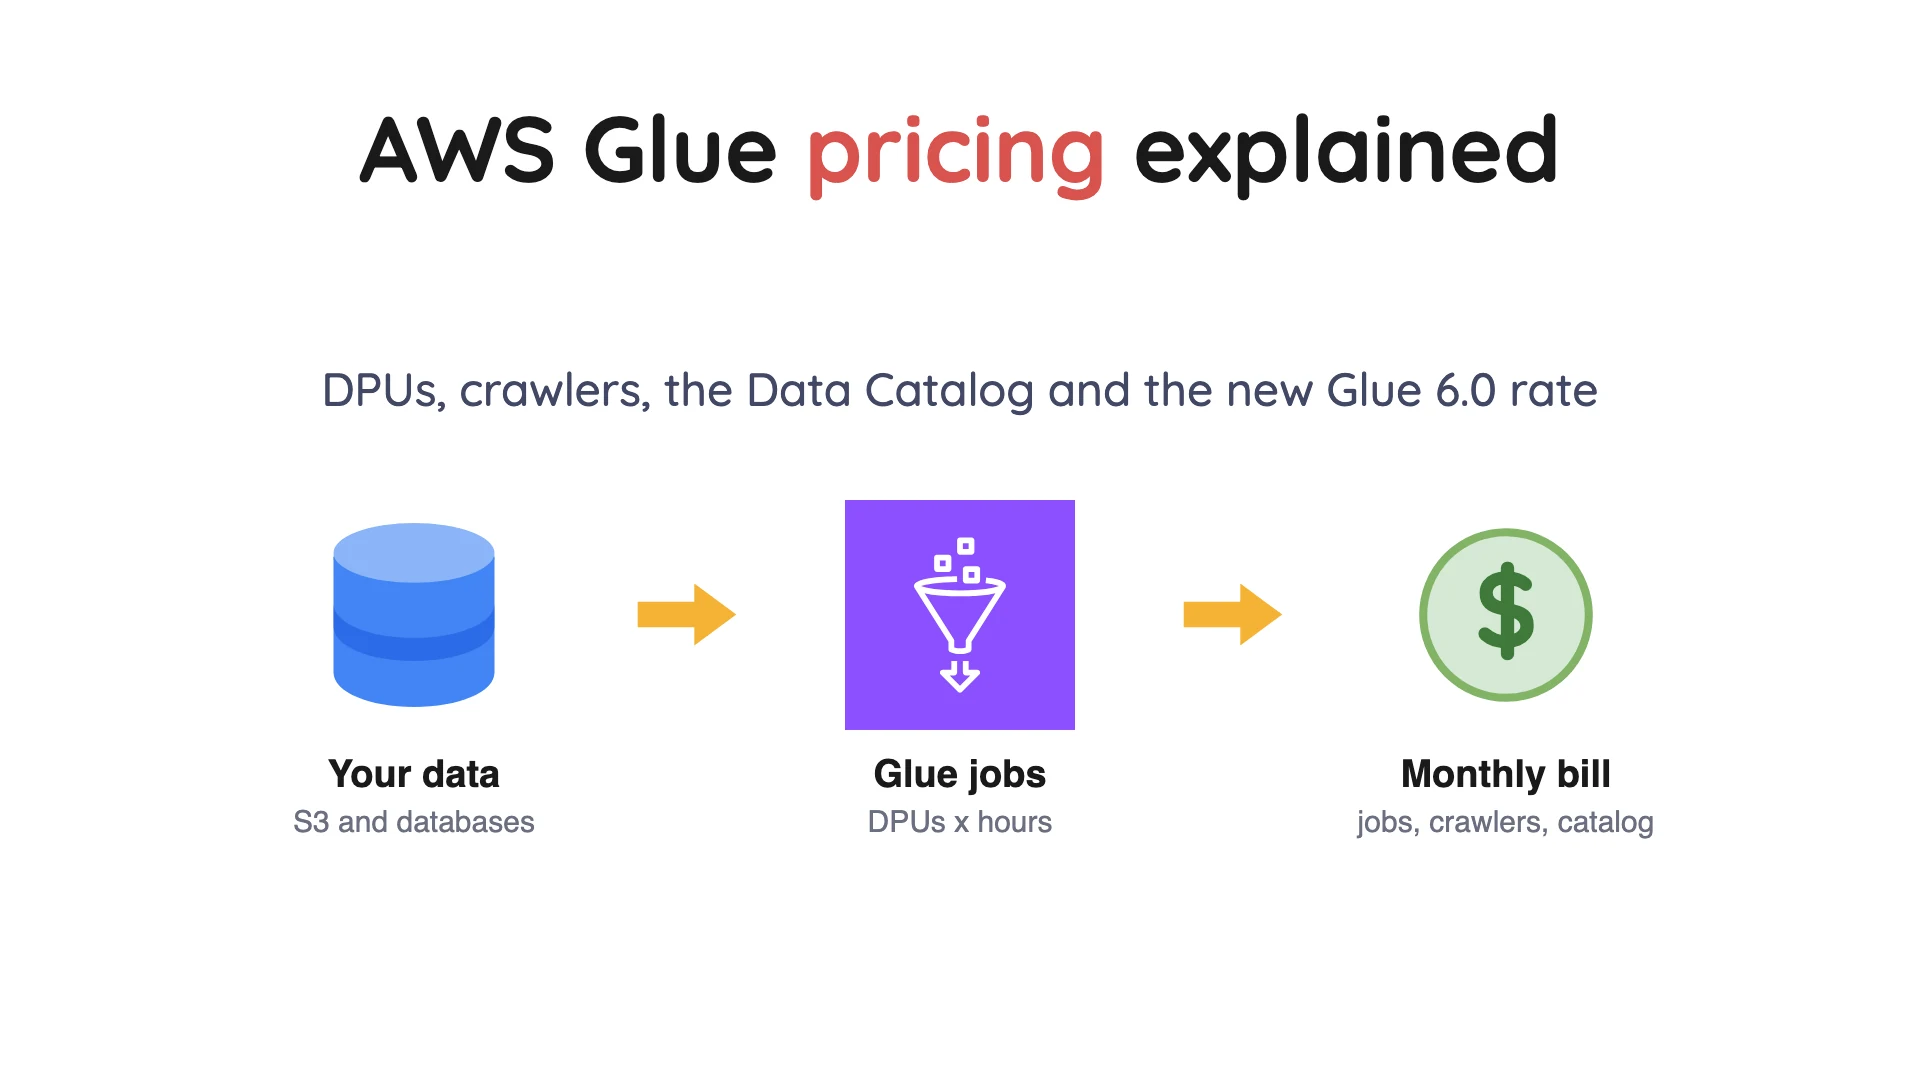 AWS Glue pricing explained
DPUs, crawlers, the Data Catalog and the new Glue 6.0 rate
$
Your data
S3 and databases
Glue jobs
DPUs x hours
Monthly bill
jobs, crawlers, catalog